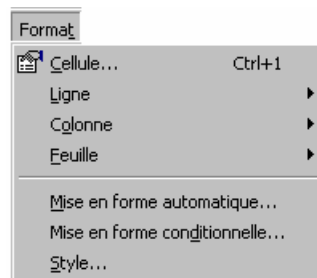 Format
Cellule... Ctrl+1
Ligne
Colonne
Feuille
Mise en forme automatique...
Mise en forme conditionnelle...
Style...